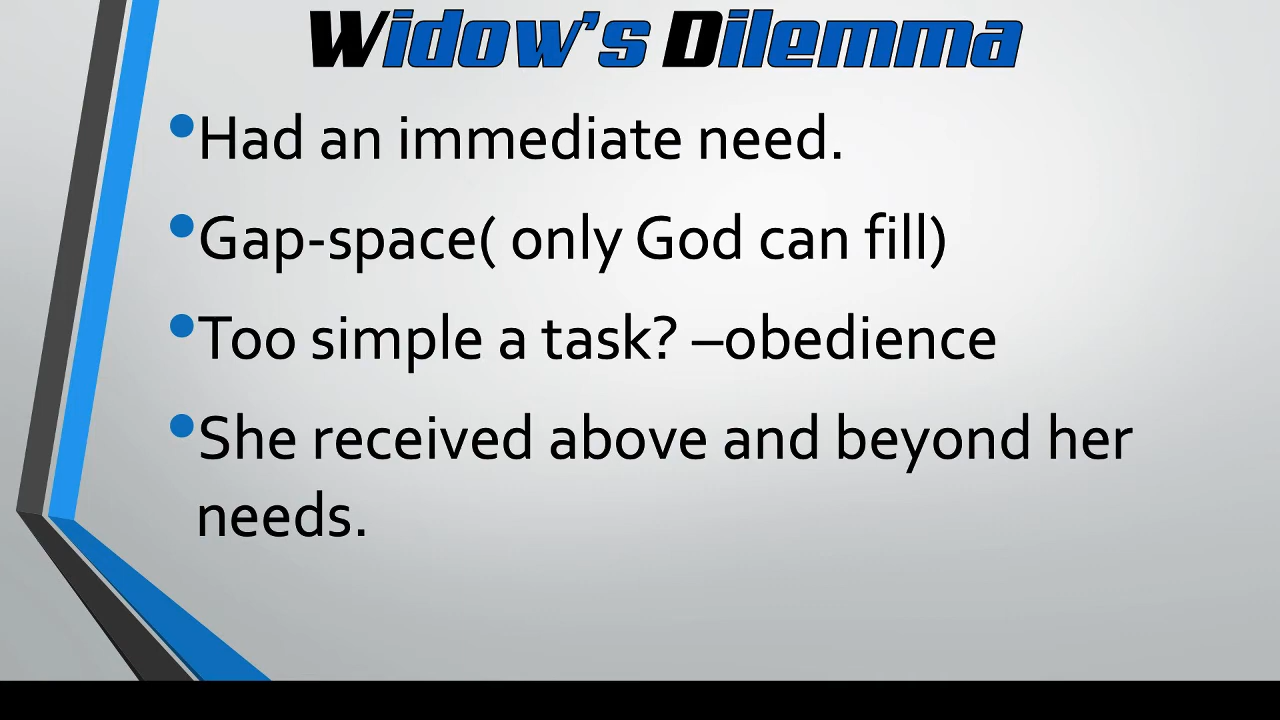 Widow’s Dilemma
•Had an immediate need.
•Gap-space( only God can fill)
•Too simple a task? –obedience
•She received above and beyond her
needs.